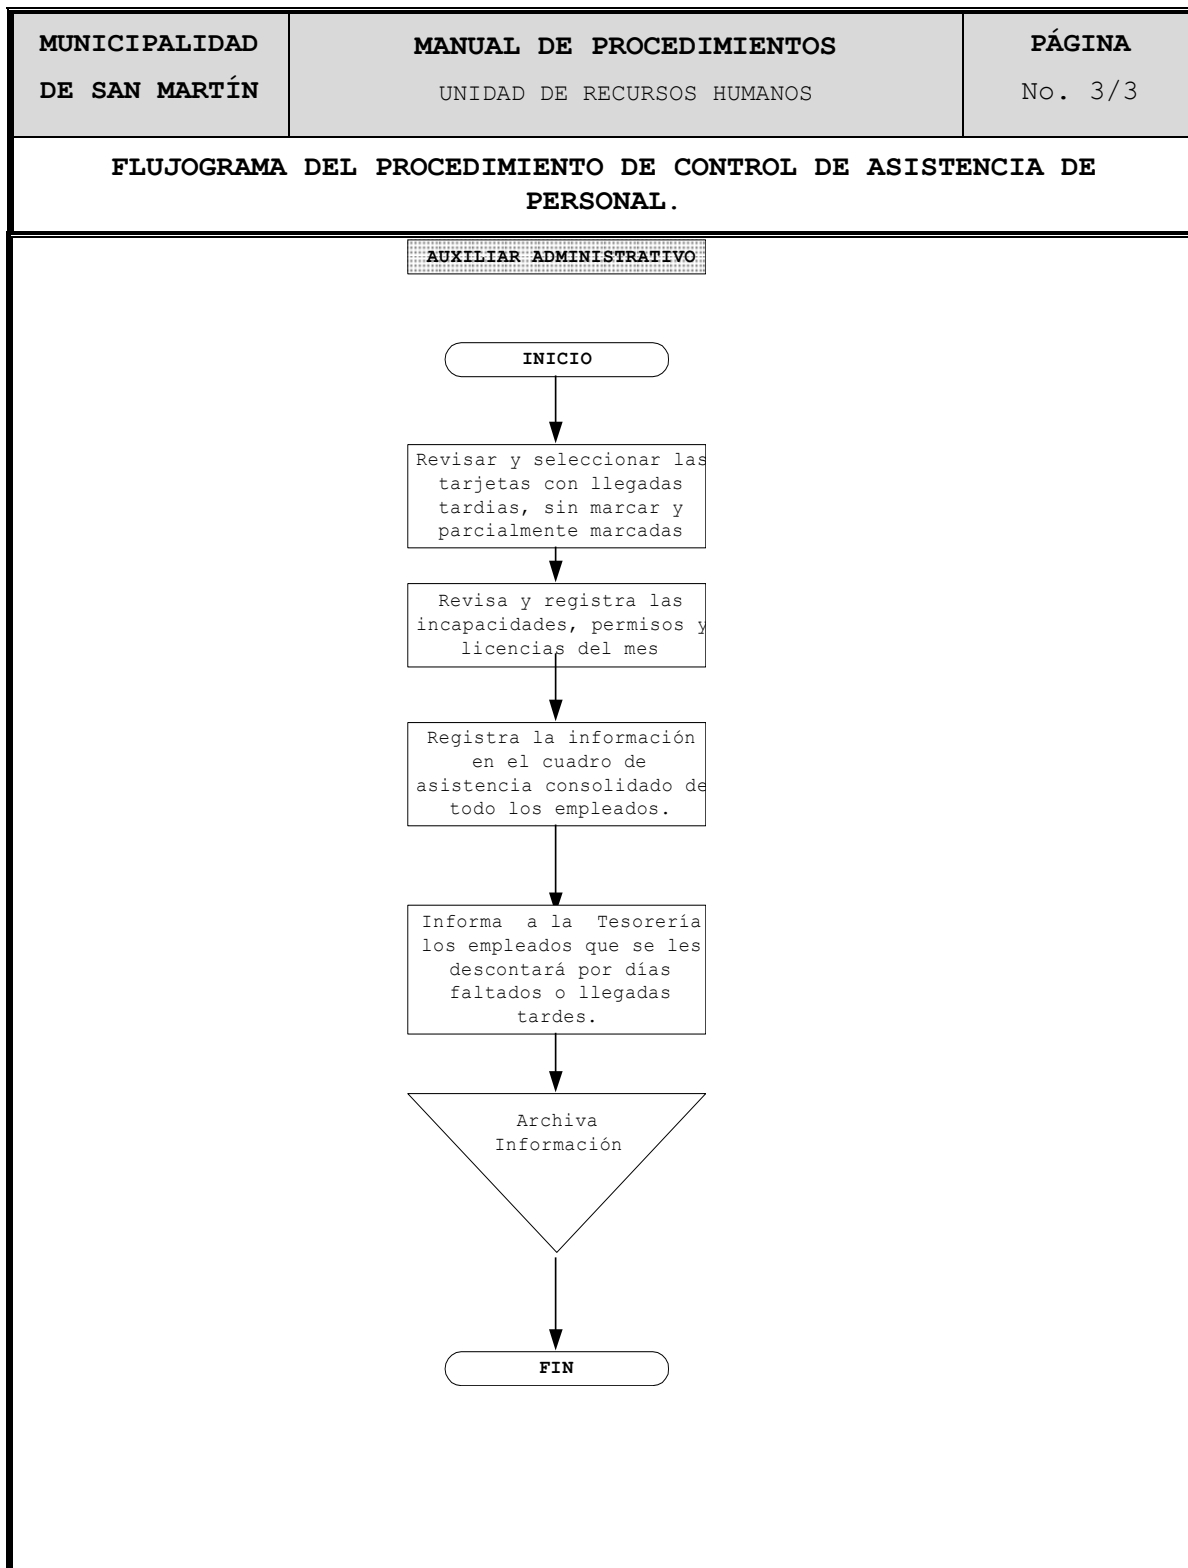 MUNICIPALIDAD
DE SAN MARTÍN
MANUAL DE PROCEDIMIENTOS
UNIDAD DE RECURSOS HUMANOS
PÁGINA
No. 3/3
FLUJOGRAMA DEL PROCEDIMIENTO DE CONTROL DE ASISTENCIA DE
PERSONAL.
AUXILIAR ADMINISTRATIVO
INICIO
Revisar y seleccionar las
tarjetas con llegadas
tardias, sin marcar y
parcialmente marcadas
Revisa y registra las
incapacidades, permisos y
licencias del mes
Registra la información
en el cuadro de
asistencia consolidado de
todo los empleados.
Informa a la Tesorería
los empleados que se les
descontará por días
faltados o llegadas
tardes.
Archiva
Información
FIN